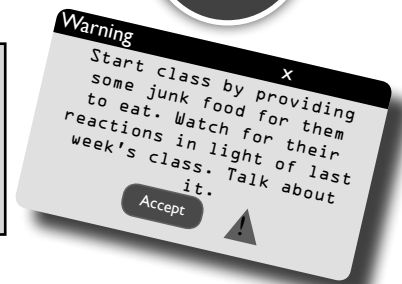 Warning x
Start class by providing
some junk food for them
to eat. Watch for their
reactions in light of last
week's class. Talk about
it.
Accept